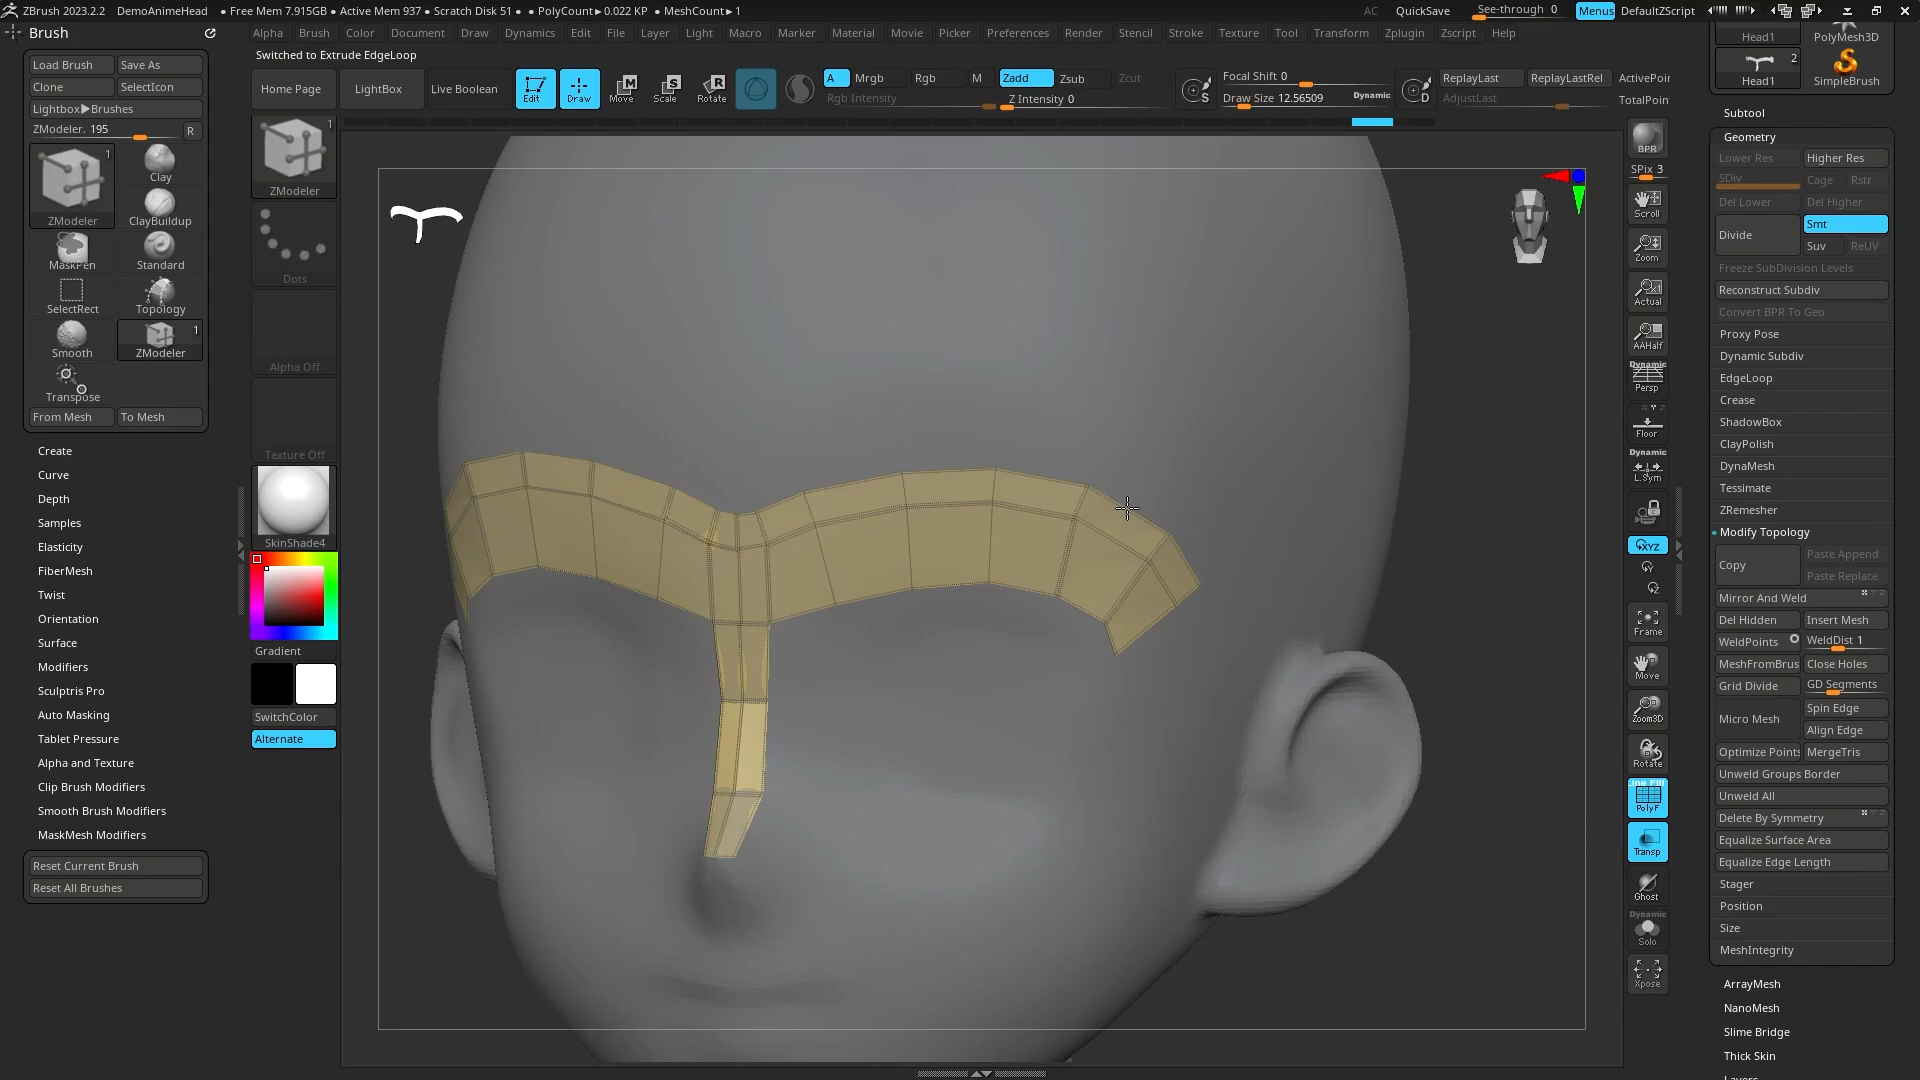 ZBrush 2023.2.2 DemoAnimeHead • Free Mem 7.915GB • Active Mem 937 • Scratch Disk 51 • PolyCount▸ 0.022 KP • MeshCount▸ 1 AC QuickSave See-through 0 Menus DefaultZScript
Brush
Alpha Brush Color Document Draw Dynamics Edit File Layer Light Macro Marker Material Movie Picker Preferences Render Stencil Stroke Texture Tool Transform Zplugin Zscript Help
Switched to Extrude EdgeLoop
Load Brush Save As
Clone SelectIcon
Lightbox▶Brushes
ZModeler. 195 R
1
ZModeler
Clay
ClayBuildup
MaskPen Standard
SelectRect Topology
Smooth ZModeler 1
Transpose
From Mesh To Mesh
Create
Curve
Depth
Samples
Elasticity
FiberMesh
Twist
Orientation
Surface
Modifiers
Sculptris Pro
Auto Masking
Tablet Pressure
Alpha and Texture
Clip Brush Modifiers
Smooth Brush Modifiers
MaskMesh Modifiers
Reset Current Brush
Reset All Brushes
Home Page LightBox Live Boolean Edit Draw Move Scale Rotate
A Mrgb Rgb M Zadd Zsub Zcut
Rgb Intensity Z Intensity 0
S Focal Shift 0
Draw Size 12.56509 Dynamic D
ReplayLast ReplayLastRel ActivePoin
AdjustLast TotalPoin
1
ZModeler
Dots
Alpha Off
Texture Off
SkinShade4
Gradient
SwitchColor
Alternate
BPR
SPix 3
Scroll
Zoom
Actual
AAHalf
Dynamic
Persp
Floor
Dynamic
L.Sym
XYZ
Frame
Move
Zoom3D
Rotate
Line Fill
PolyF
Transp
Ghost
Dynamic
Solo
Xpose
Head1 PolyMesh3D
2
Head1 SimpleBrush
Subtool
Geometry
Lower Res Higher Res
SDiv Cage Rstr
Del Lower Del Higher
Divide Smt
Suv ReUV
Freeze SubDivision Levels
Reconstruct Subdiv
Convert BPR To Geo
Proxy Pose
Dynamic Subdiv
EdgeLoop
Crease
ShadowBox
ClayPolish
DynaMesh
Tessimate
ZRemesher
Modify Topology
Copy Paste Append
Paste Replace
Mirror And Weld
Del Hidden Insert Mesh
WeldPoints WeldDist 1
MeshFromBrus Close Holes
Grid Divide GD Segments
Micro Mesh Spin Edge
Align Edge
Optimize Points MergeTris
Unweld Groups Border
Unweld All
Delete By Symmetry
Equalize Surface Area
Equalize Edge Length
Stager
Position
Size
MeshIntegrity
ArrayMesh
NanoMesh
Slime Bridge
Thick Skin